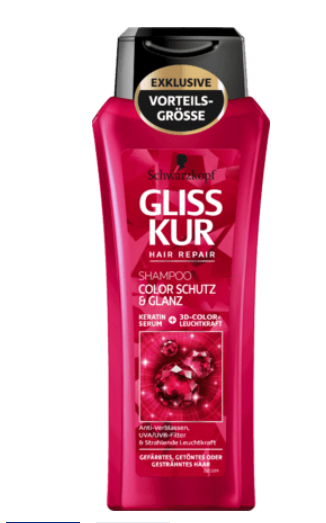 EXKLUSIVE
VORTEILS-
GRÖSSE
Schwarzkopf
GLISS
KUR
HAIR REPAIR
SHAMPOO
COLOR SCHUTZ
& GLANZ
KERATIN SERUM + 3D-COLOR- LEUCHTKRAFT
Anti-Verblassen,
UVA/UVB-Filter
& Strahlende Leuchtkraft
GEFÄRBTES, GETÖNTES ODER
GESTRÄHNTES HAAR